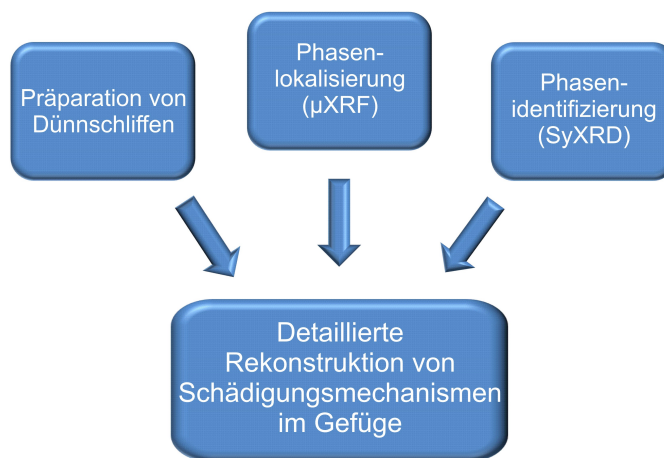 Präparation von
Dünnschliffen
Phasen-
lokalisierung
(µXRF)
Phasen-
identifizierung
(SyXRD)
Detaillierte
Rekonstruktion von
Schädigungsmechanismen
im Gefüge